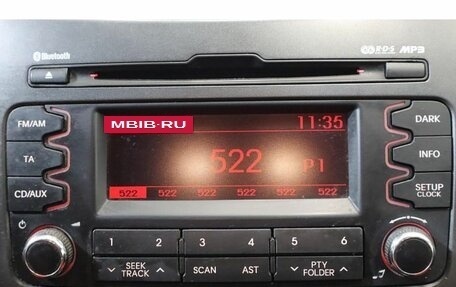 Bluetooth
R·D·S MP3
FM/AM
MBIB·RU
11:35
DARK
TA
522
P1
INFO
CD/AUX
522 522 522 522 522 522
SETUP
CLOCK
1 2 3 4 5 6
SEEK
TRACK
SCAN
AST
PTY
FOLDER